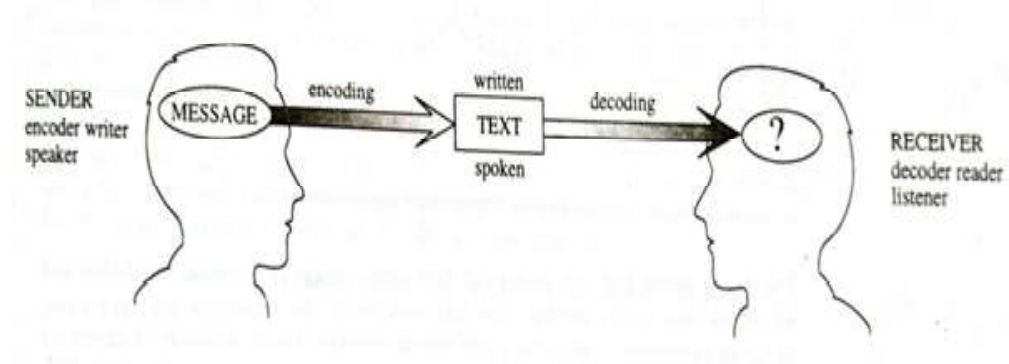 SENDER
encoder writer
speaker
MESSAGE
encoding
written
TEXT
spoken
decoding
?
RECEIVER
decoder reader
listener